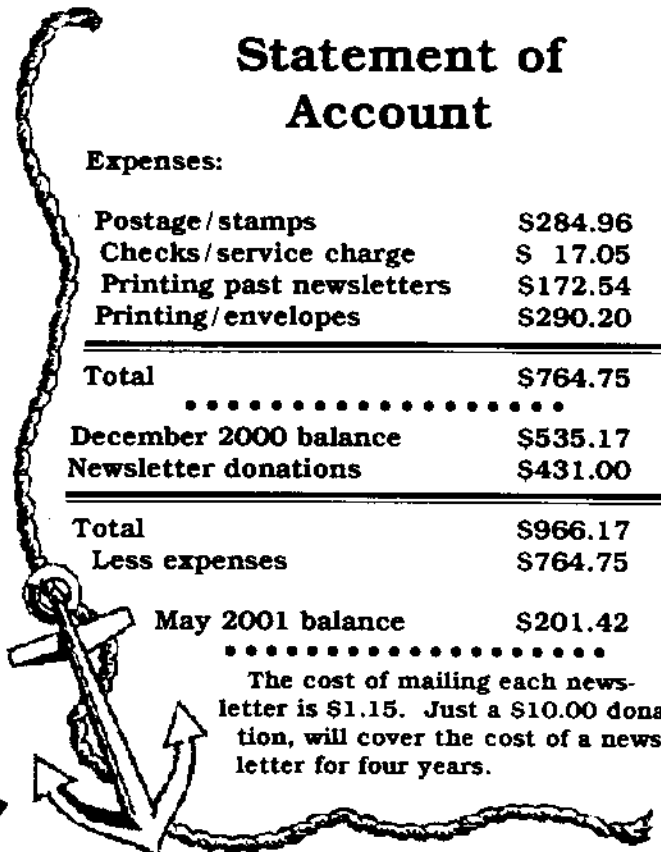 Statement of
Account
Expenses:
Postage/stamps $284.96
Checks/service charge $ 17.05
Printing past newsletters $172.54
Printing/envelopes $290.20
Total $764.75
December 2000 balance $535.17
Newsletter donations $431.00
Total $966.17
Less expenses $764.75
May 2001 balance $201.42
The cost of mailing each news-
letter is $1.15. Just a $10.00 dona
tion, will cover the cost of a news
letter for four years.